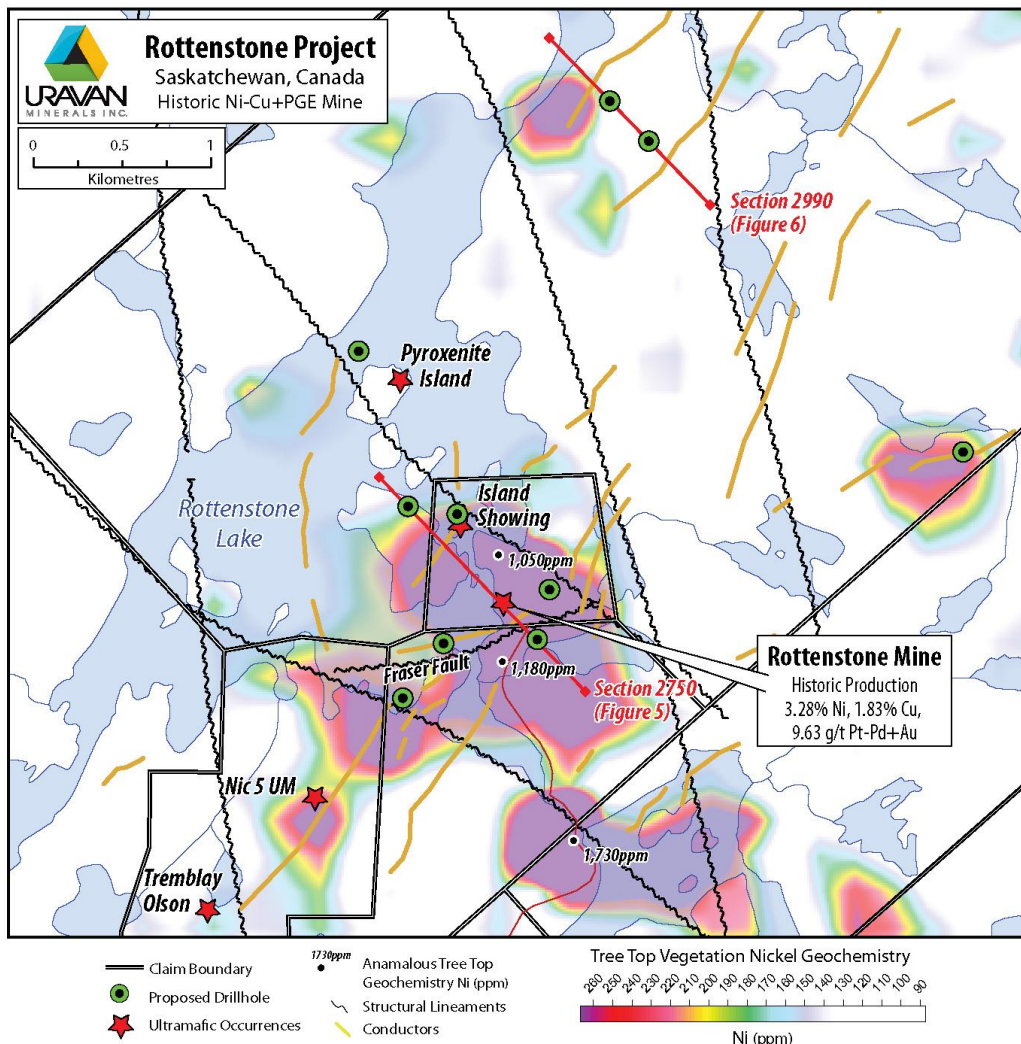 URAVAN
MINERALS INC.
Rottenstone Project
Saskatchewan, Canada
Historic Ni-Cu+PGE Mine
0 0.5 1
Kilometres
Section 2990
(Figure 6)
Pyroxenite
Island
Rottenstone
Lake
Island
Showing
1,050ppm
Fraser Fault
1,180ppm
Section 2750
(Figure 5)
Rottenstone Mine
Historic Production
3.28% Ni, 1.83% Cu,
9.63 g/t Pt-Pd+Au
Nic 5 UM
1,730ppm
Tremblay
Olson
Claim Boundary
Proposed Drillhole
Ultramafic Occurrences
1730ppm
Anamalous Tree Top
Geochemistry Ni (ppm)
Structural Lineaments
Conductors
Tree Top Vegetation Nickel Geochemistry
280 260 250 240 230 220 210 200 190 180 170 160 150 140 130 120 110 100 90
Ni (ppm)